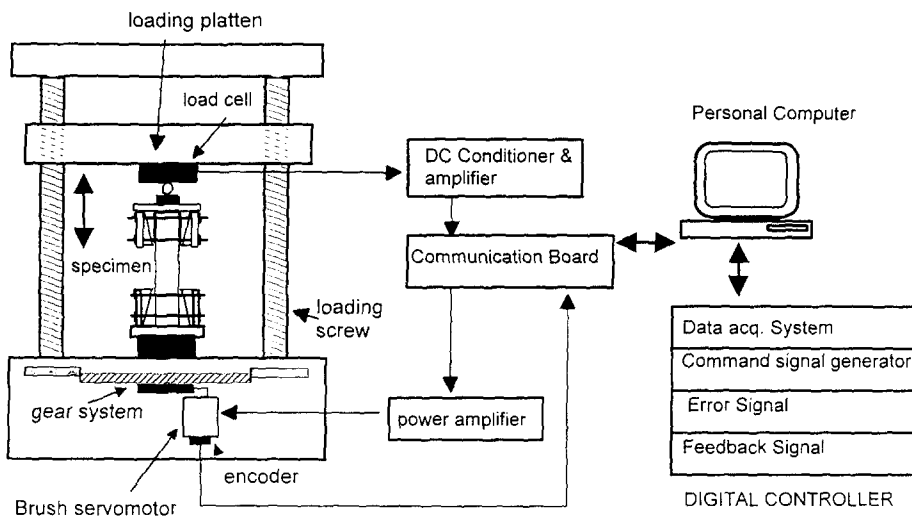 loading platten
load cell
Personal Computer
DC Conditioner &
amplifier
specimen
Communication Board
loading
screw
Data acq. System
Command signal generator
gear system
power amplifier
Error Signal
Feedback Signal
encoder
Brush servomotor
DIGITAL CONTROLLER